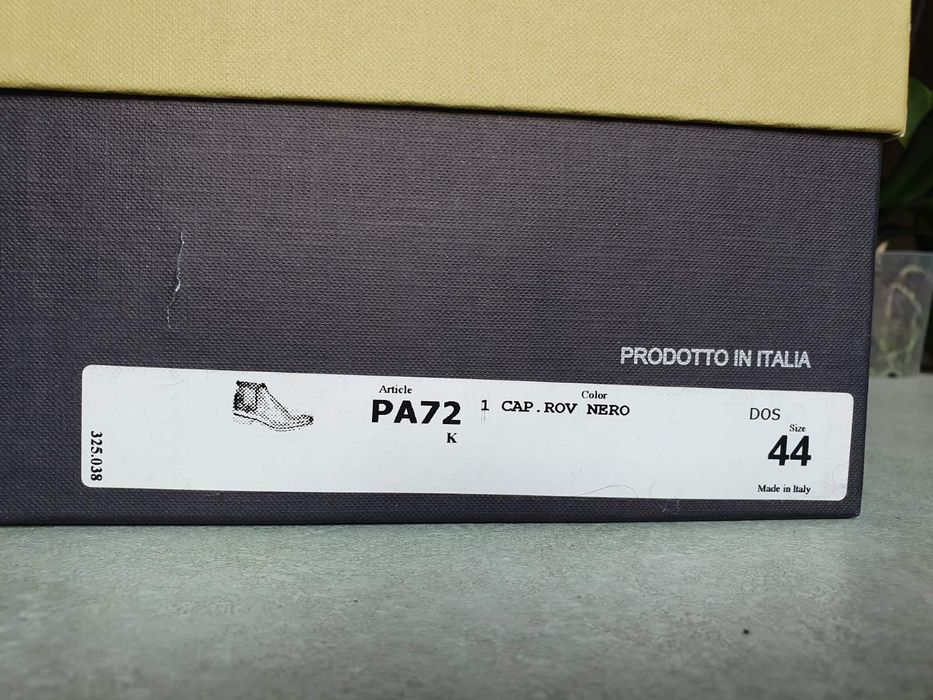 PRODOTTO IN ITALIA
325.038
Article
PA72
K
Color
1 CAP.ROV NERO
DOS
Size
44
Made in Italy